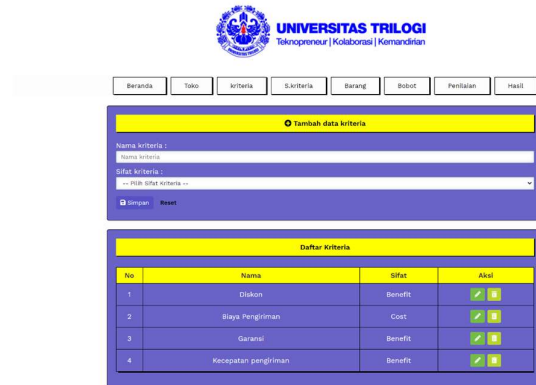 UNIVERSITAS TRILOGI
Teknopreneur | Kolaborasi | Kemandirian
Beranda Toko kriteria S.kriteria Barang Bobot Penilaian Hasil
Tambah data kriteria
Nama kriteria :
Nama kriteria
Sifat kriteria :
-- Pilih Sifat Kriteria --
Simpan Reset
Daftar Kriteria
No Nama Sifat Aksi
1 Diskon Benefit
2 Biaya Pengiriman Cost
3 Garansi Benefit
4 Kecepatan pengiriman Benefit